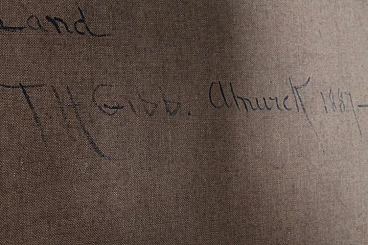 Land
T. H. Gibb. Alnwick 1887-